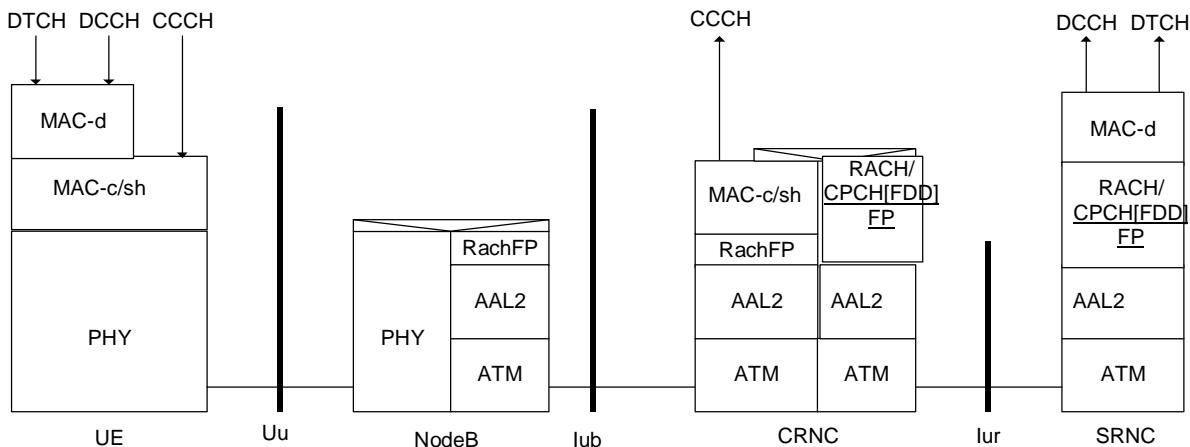 DTCH DCCH CCCH
CCCH
DCCH DTCH
MAC-d
MAC-c/sh
PHY
UE
Uu
PHY
RachFP
AAL2
ATM
NodeB
Iub
MAC-c/sh
RachFP
AAL2
ATM
RACH/
CPCH[FDD]
FP
AAL2
ATM
CRNC
Iur
MAC-d
RACH/
CPCH[FDD]
FP
AAL2
ATM
SRNC